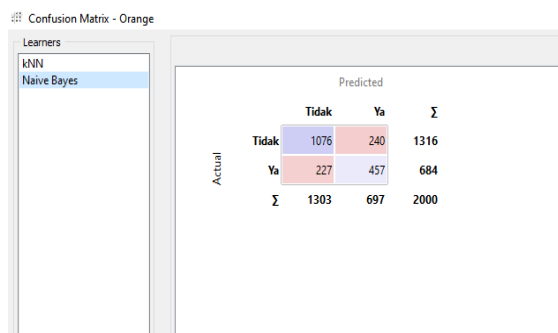 Confusion Matrix - Orange
Learners
kNN
Naive Bayes
Predicted
Tidak Ya Σ
Tidak 1076 240 1316
Actual
Ya 227 457 684
Σ 1303 697 2000